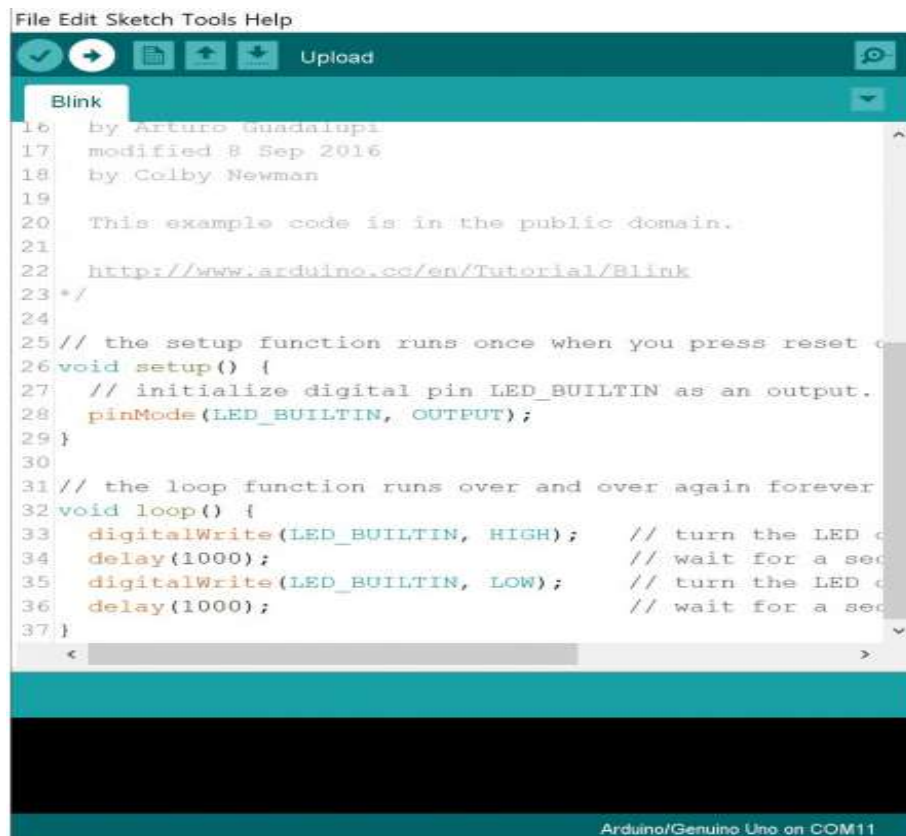 File Edit Sketch Tools Help
Upload
Blink
16 by Arturo Guadalupi
17 modified 8 Sep 2016
18 by Colby Newman
19
20 This example code is in the public domain.
21
22 http://www.arduino.cc/en/Tutorial/Blink
23 */
24
25 // the setup function runs once when you press reset
26 void setup() {
27 // initialize digital pin LED_BUILTIN as an output.
28 pinMode(LED_BUILTIN, OUTPUT);
29 }
30
31 // the loop function runs over and over again forever
32 void loop() {
33 digitalWrite(LED_BUILTIN, HIGH); // turn the LED
34 delay(1000); // wait for a sec
35 digitalWrite(LED_BUILTIN, LOW); // turn the LED
36 delay(1000); // wait for a sec
37 }
Arduino/Genuino Uno on COM11